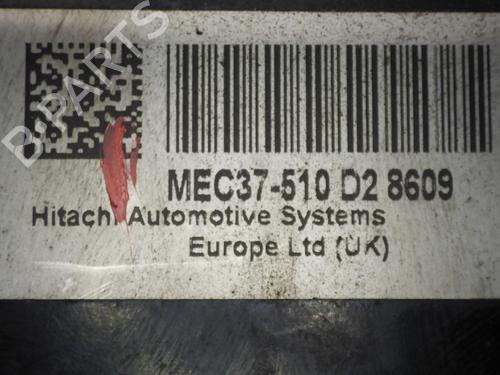 B-PARTS
MEC37-510 D2 8609
Hitachi Automotive Systems
Europe Ltd (UK)